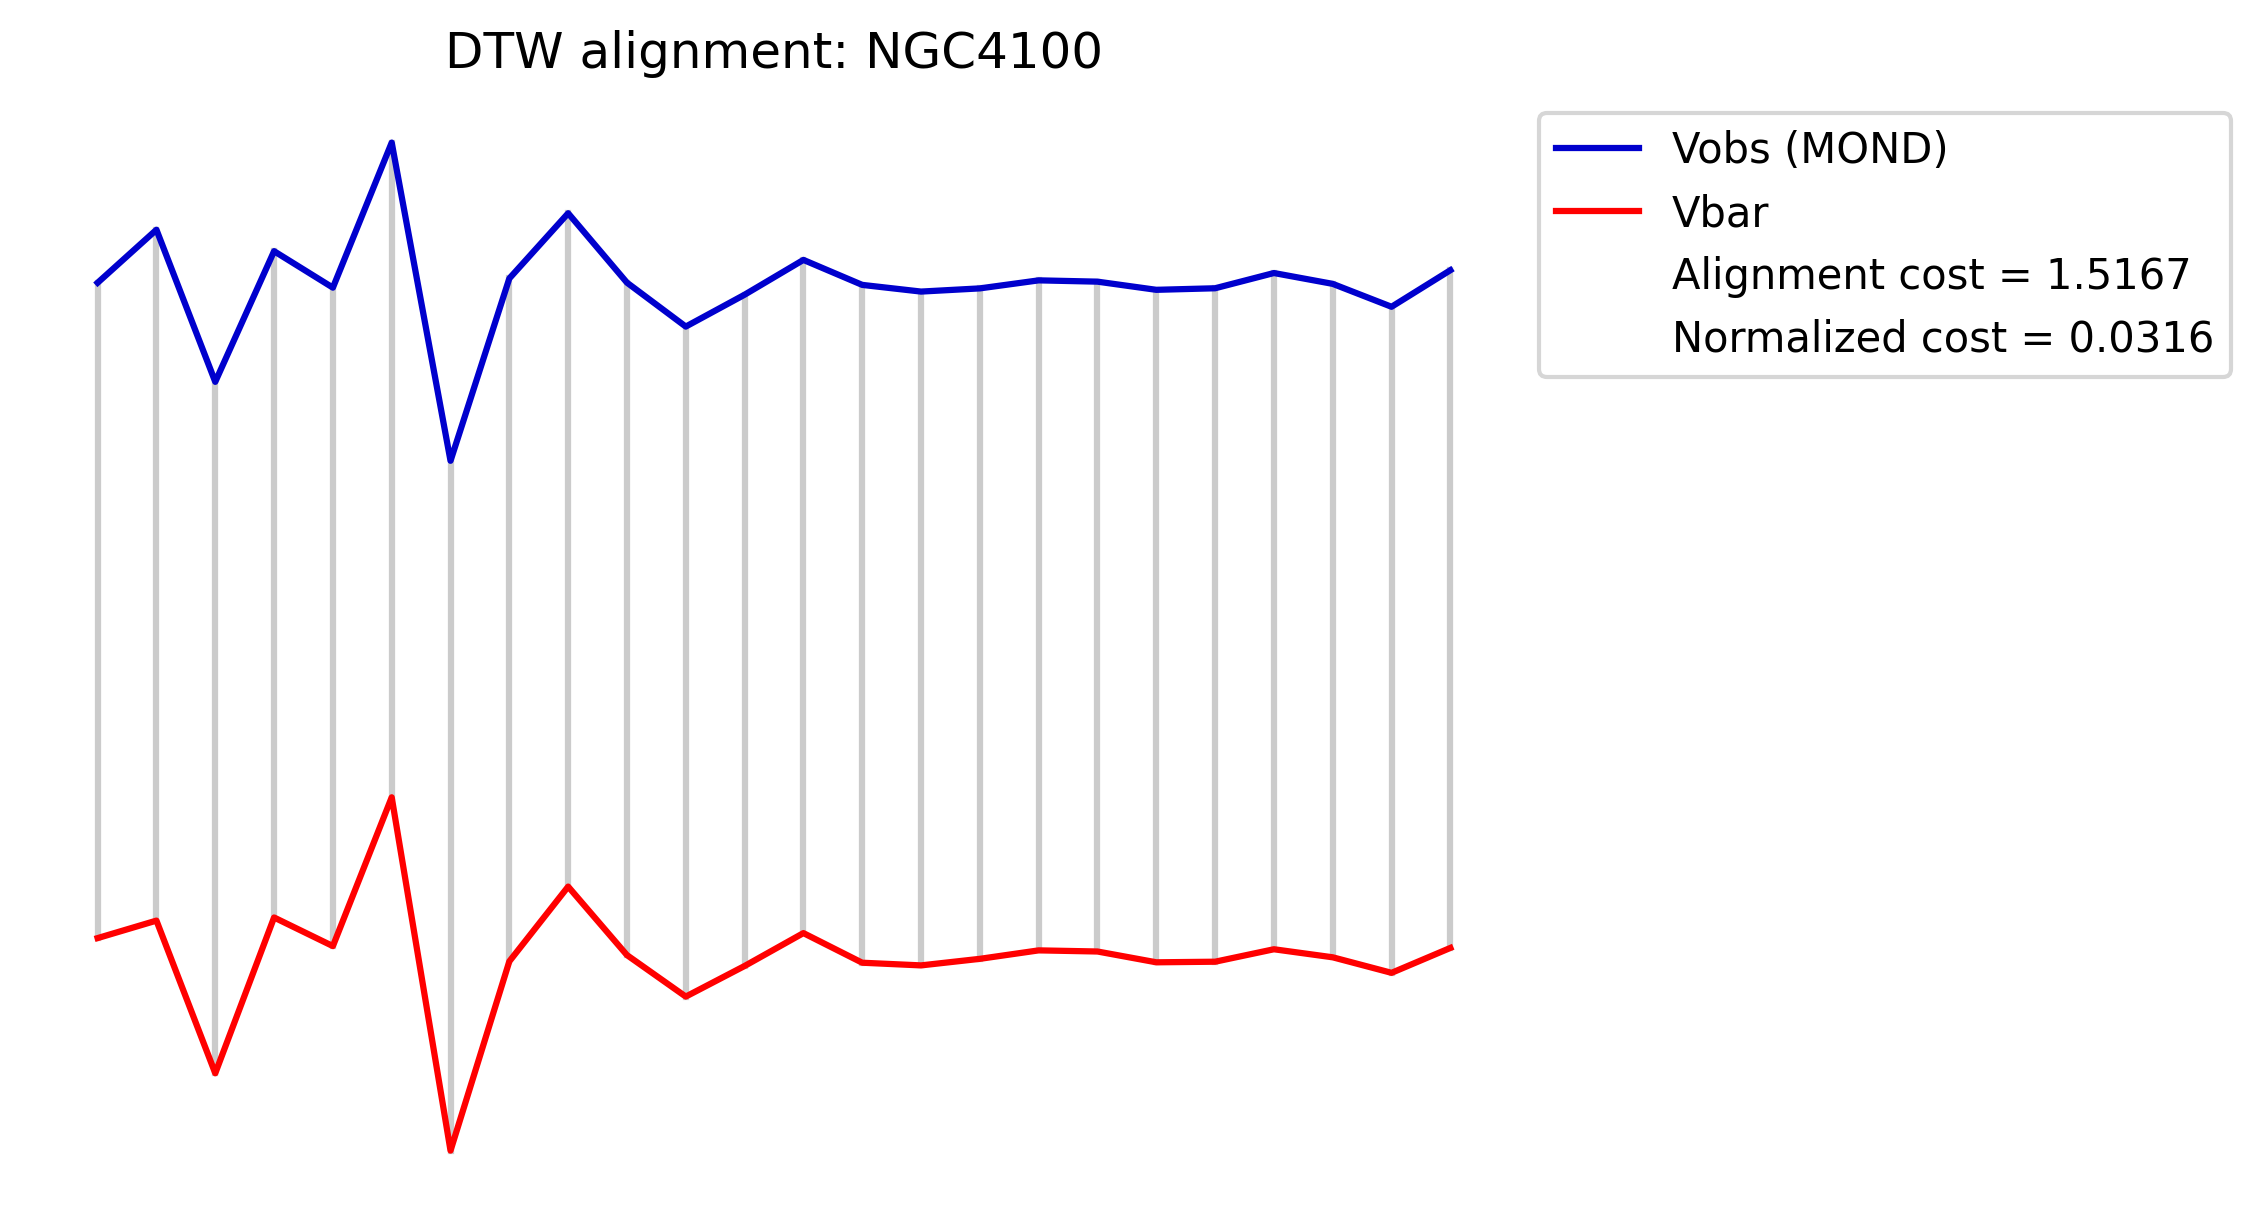 DTW alignment: NGC4100
Vobs (MOND)
Vbar
Alignment cost = 1.5167
Normalized cost = 0.0316